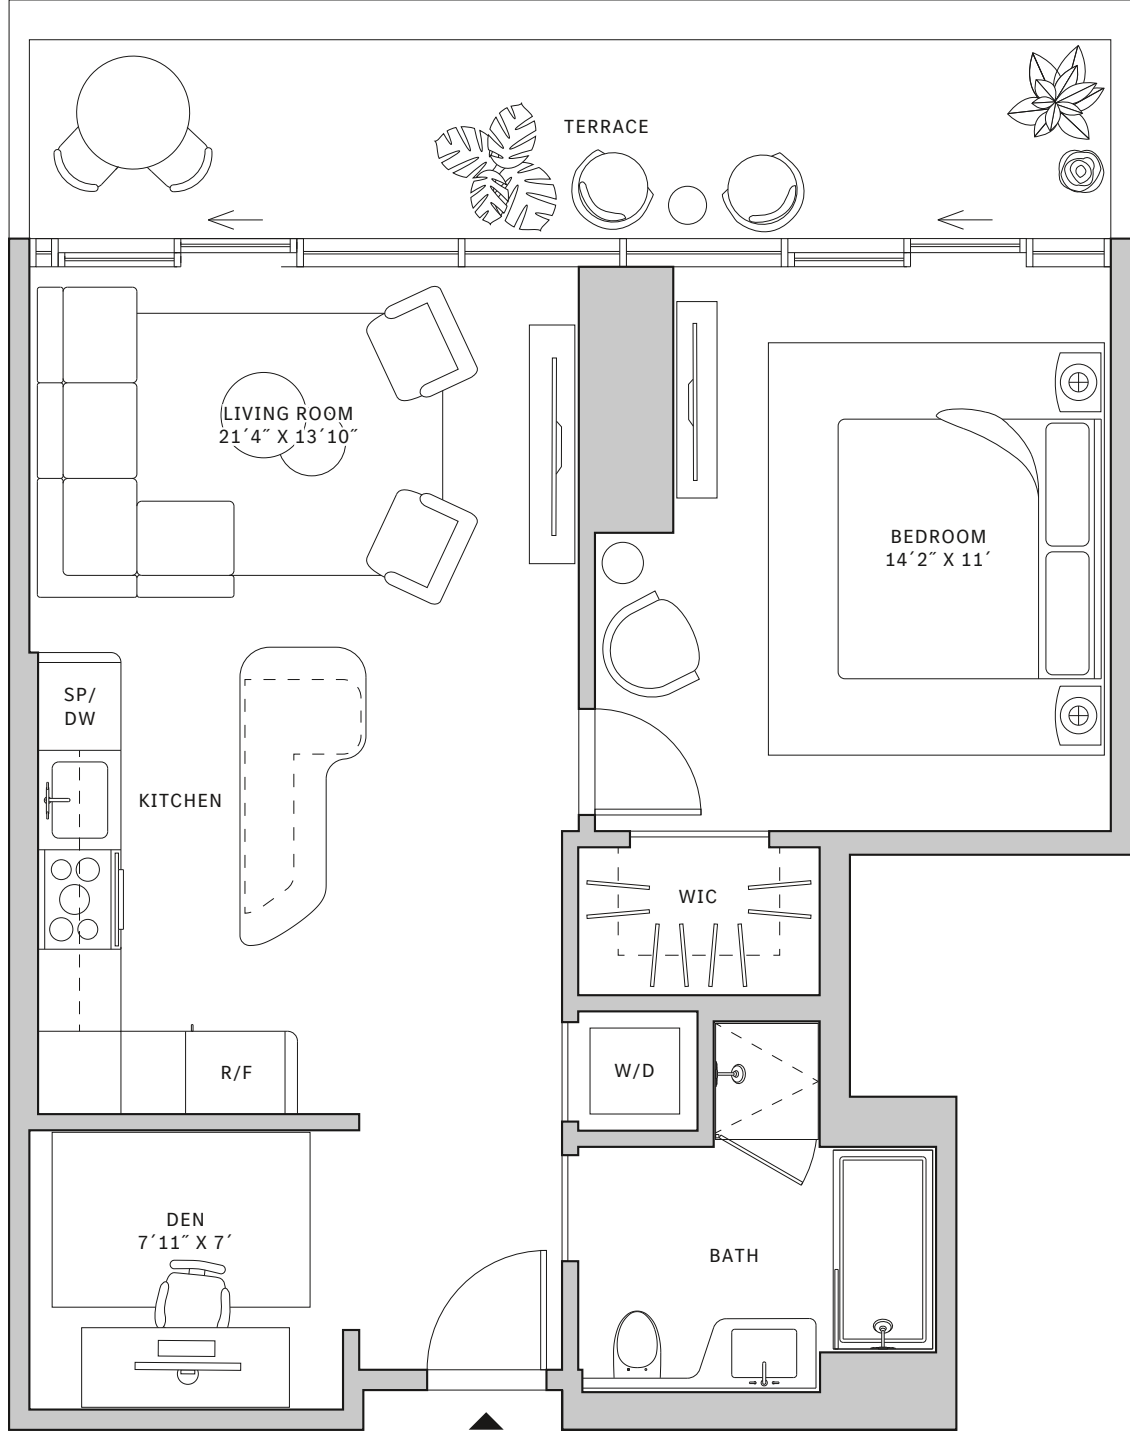 TERRACE
LIVING ROOM
21´4˝ X 13´10˝
BEDROOM
14´2˝ X 11´
SP/
DW
KITCHEN
WIC
R/F
W/D
DEN
7´11˝ X 7´
BATH